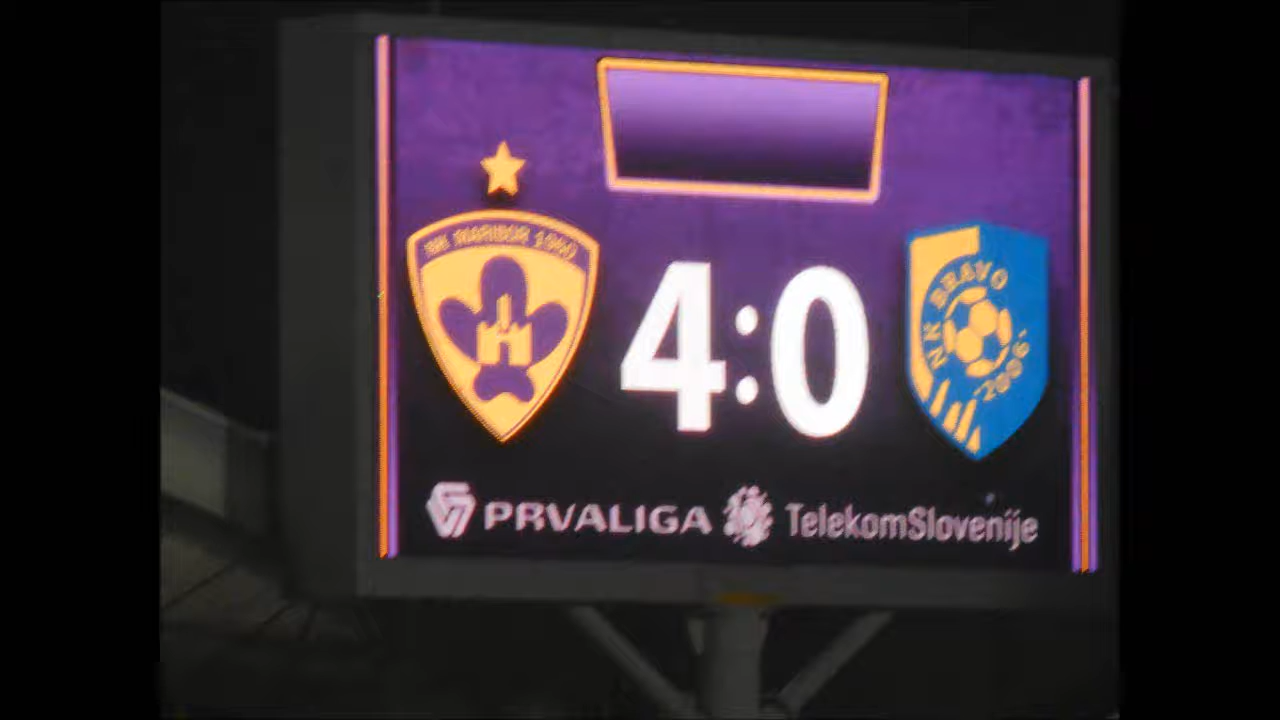 NK MARIBOR 1960
4:0
NK BRAVO
·2006·
PRVALIGA TelekomSlovenije